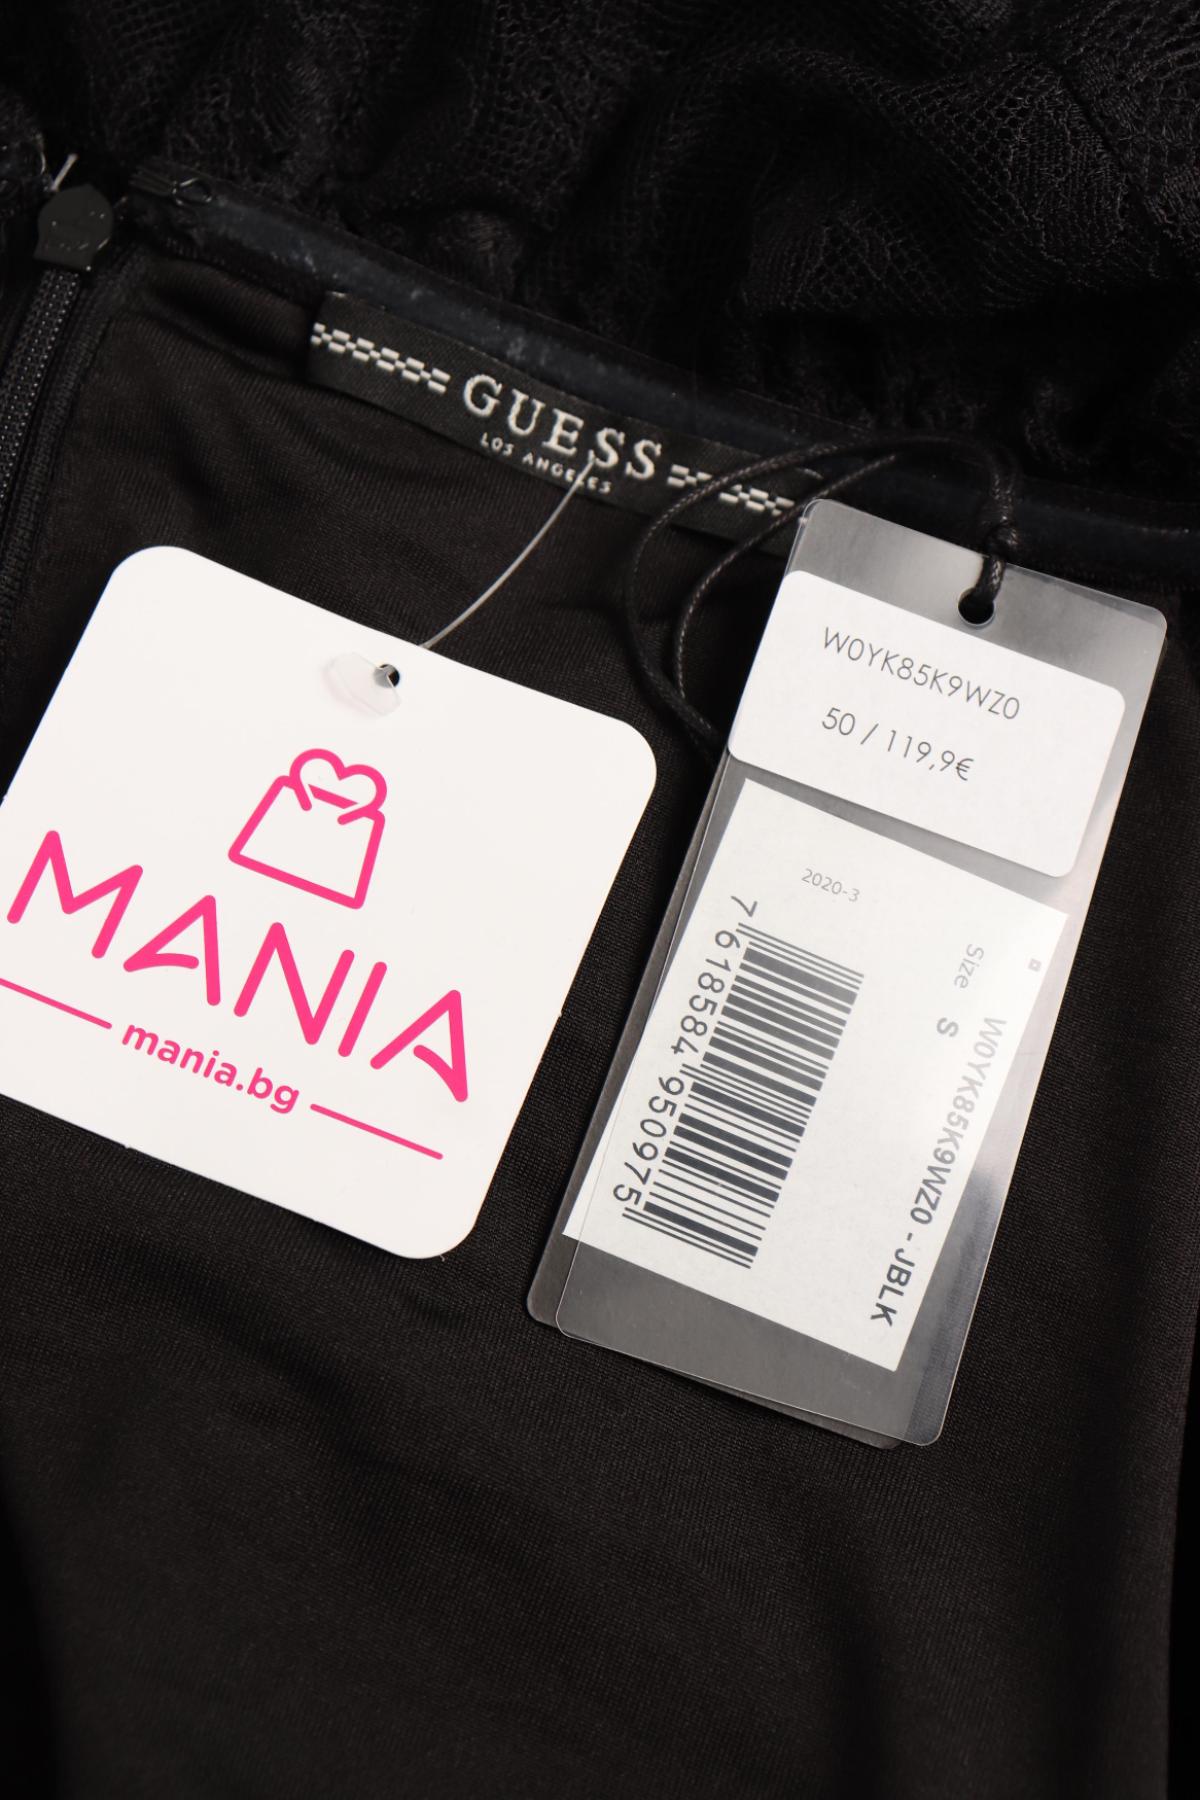 GUESS
LOS ANGELES
MANIA
mania.bg
W0YK85K9WZ0
50 / 119,9€
2020-3
Size S
W0YK85K9WZ0 - JBLK
7 618584 950975